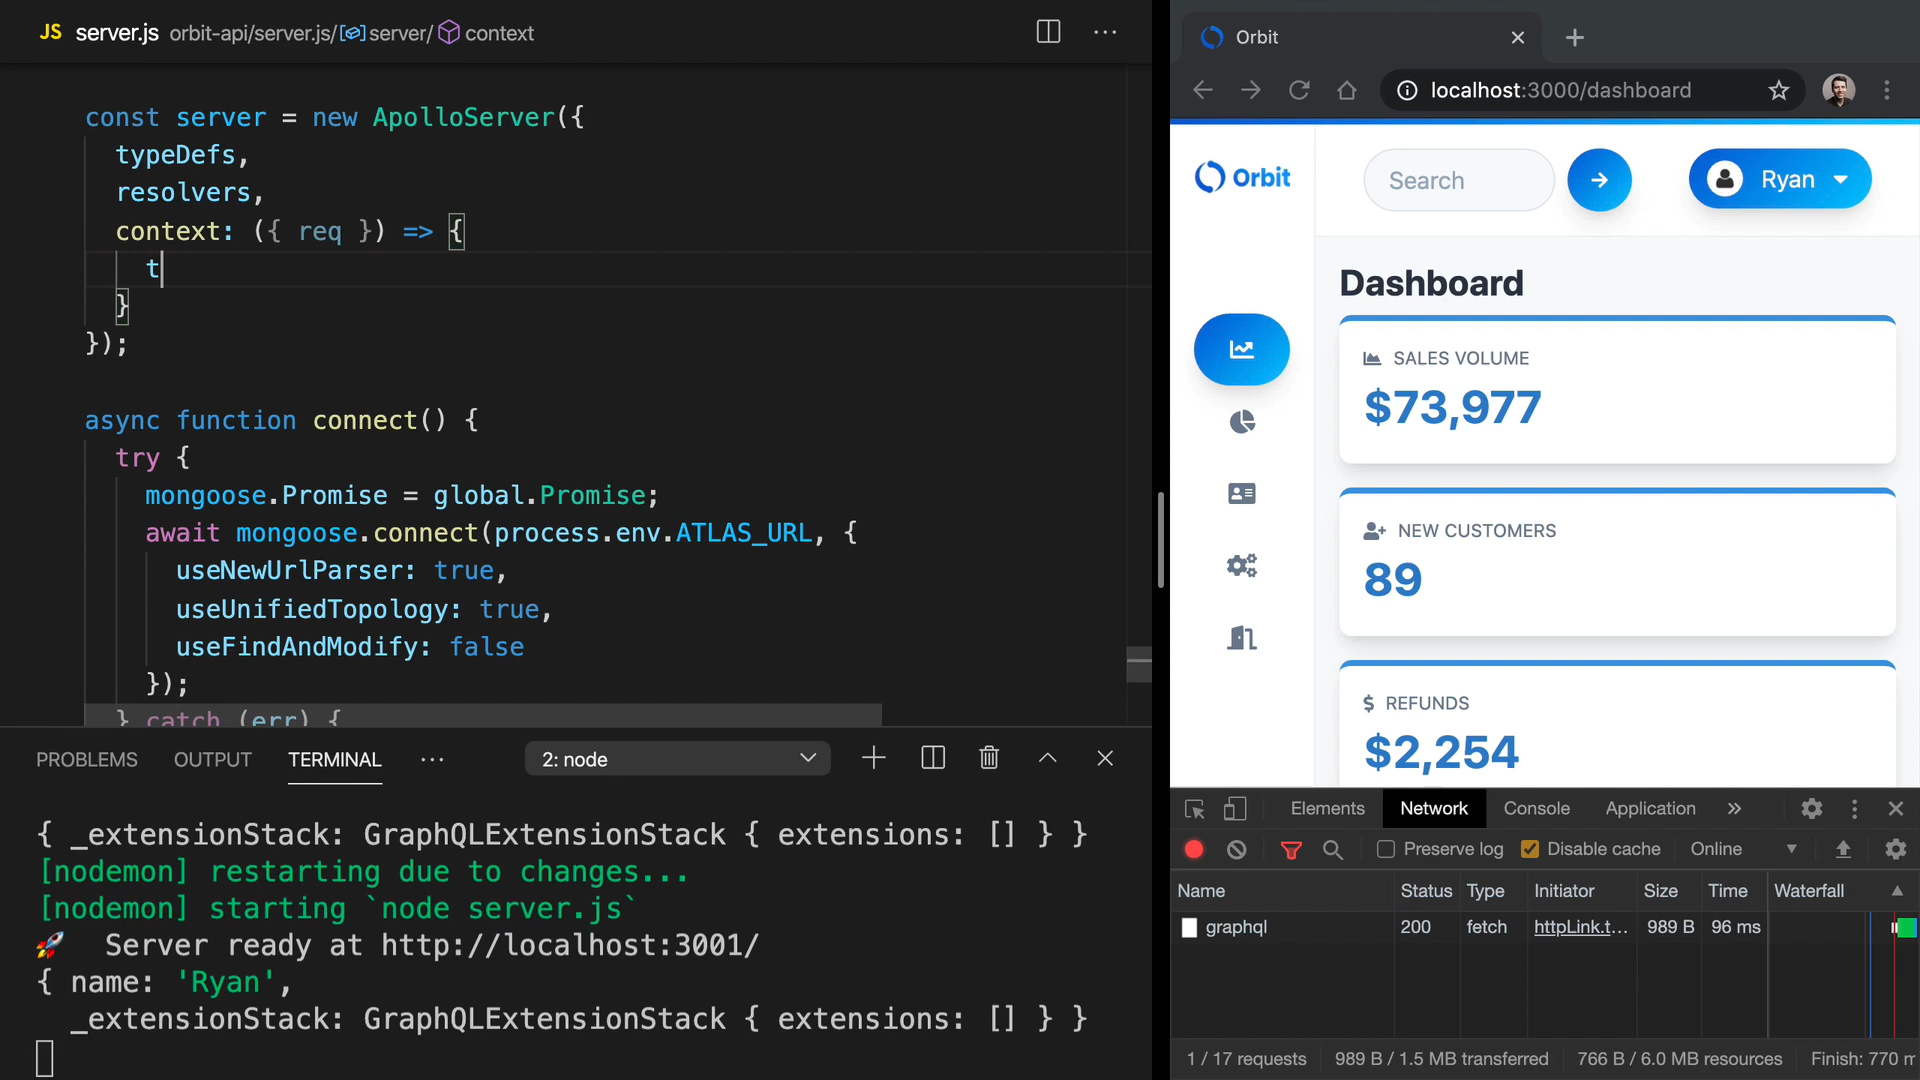 JS server.js orbit-api/server.js/server/context
const server = new ApolloServer({
typeDefs,
resolvers,
context: ({ req }) => {
t
}
});
async function connect() {
try {
mongoose.Promise = global.Promise;
await mongoose.connect(process.env.ATLAS_URL, {
useNewUrlParser: true,
useUnifiedTopology: true,
useFindAndModify: false
});
} catch (err) {
PROBLEMS OUTPUT TERMINAL ... 2: node
{ _extensionStack: GraphQLExtensionStack { extensions: [] } }
[nodemon] restarting due to changes...
[nodemon] starting `node server.js`
🚀 Server ready at http://localhost:3001/
{ name: 'Ryan',
_extensionStack: GraphQLExtensionStack { extensions: [] } }
Orbit
localhost:3000/dashboard
Orbit
Search
Ryan
Dashboard
SALES VOLUME
$73,977
NEW CUSTOMERS
89
REFUNDS
$2,254
Elements Network Console Application »
Preserve log Disable cache Online
Name Status Type Initiator Size Time Waterfall
graphql 200 fetch httpLink.t... 989 B 96 ms
1 / 17 requests 989 B / 1.5 MB transferred 766 B / 6.0 MB resources Finish: 770 m